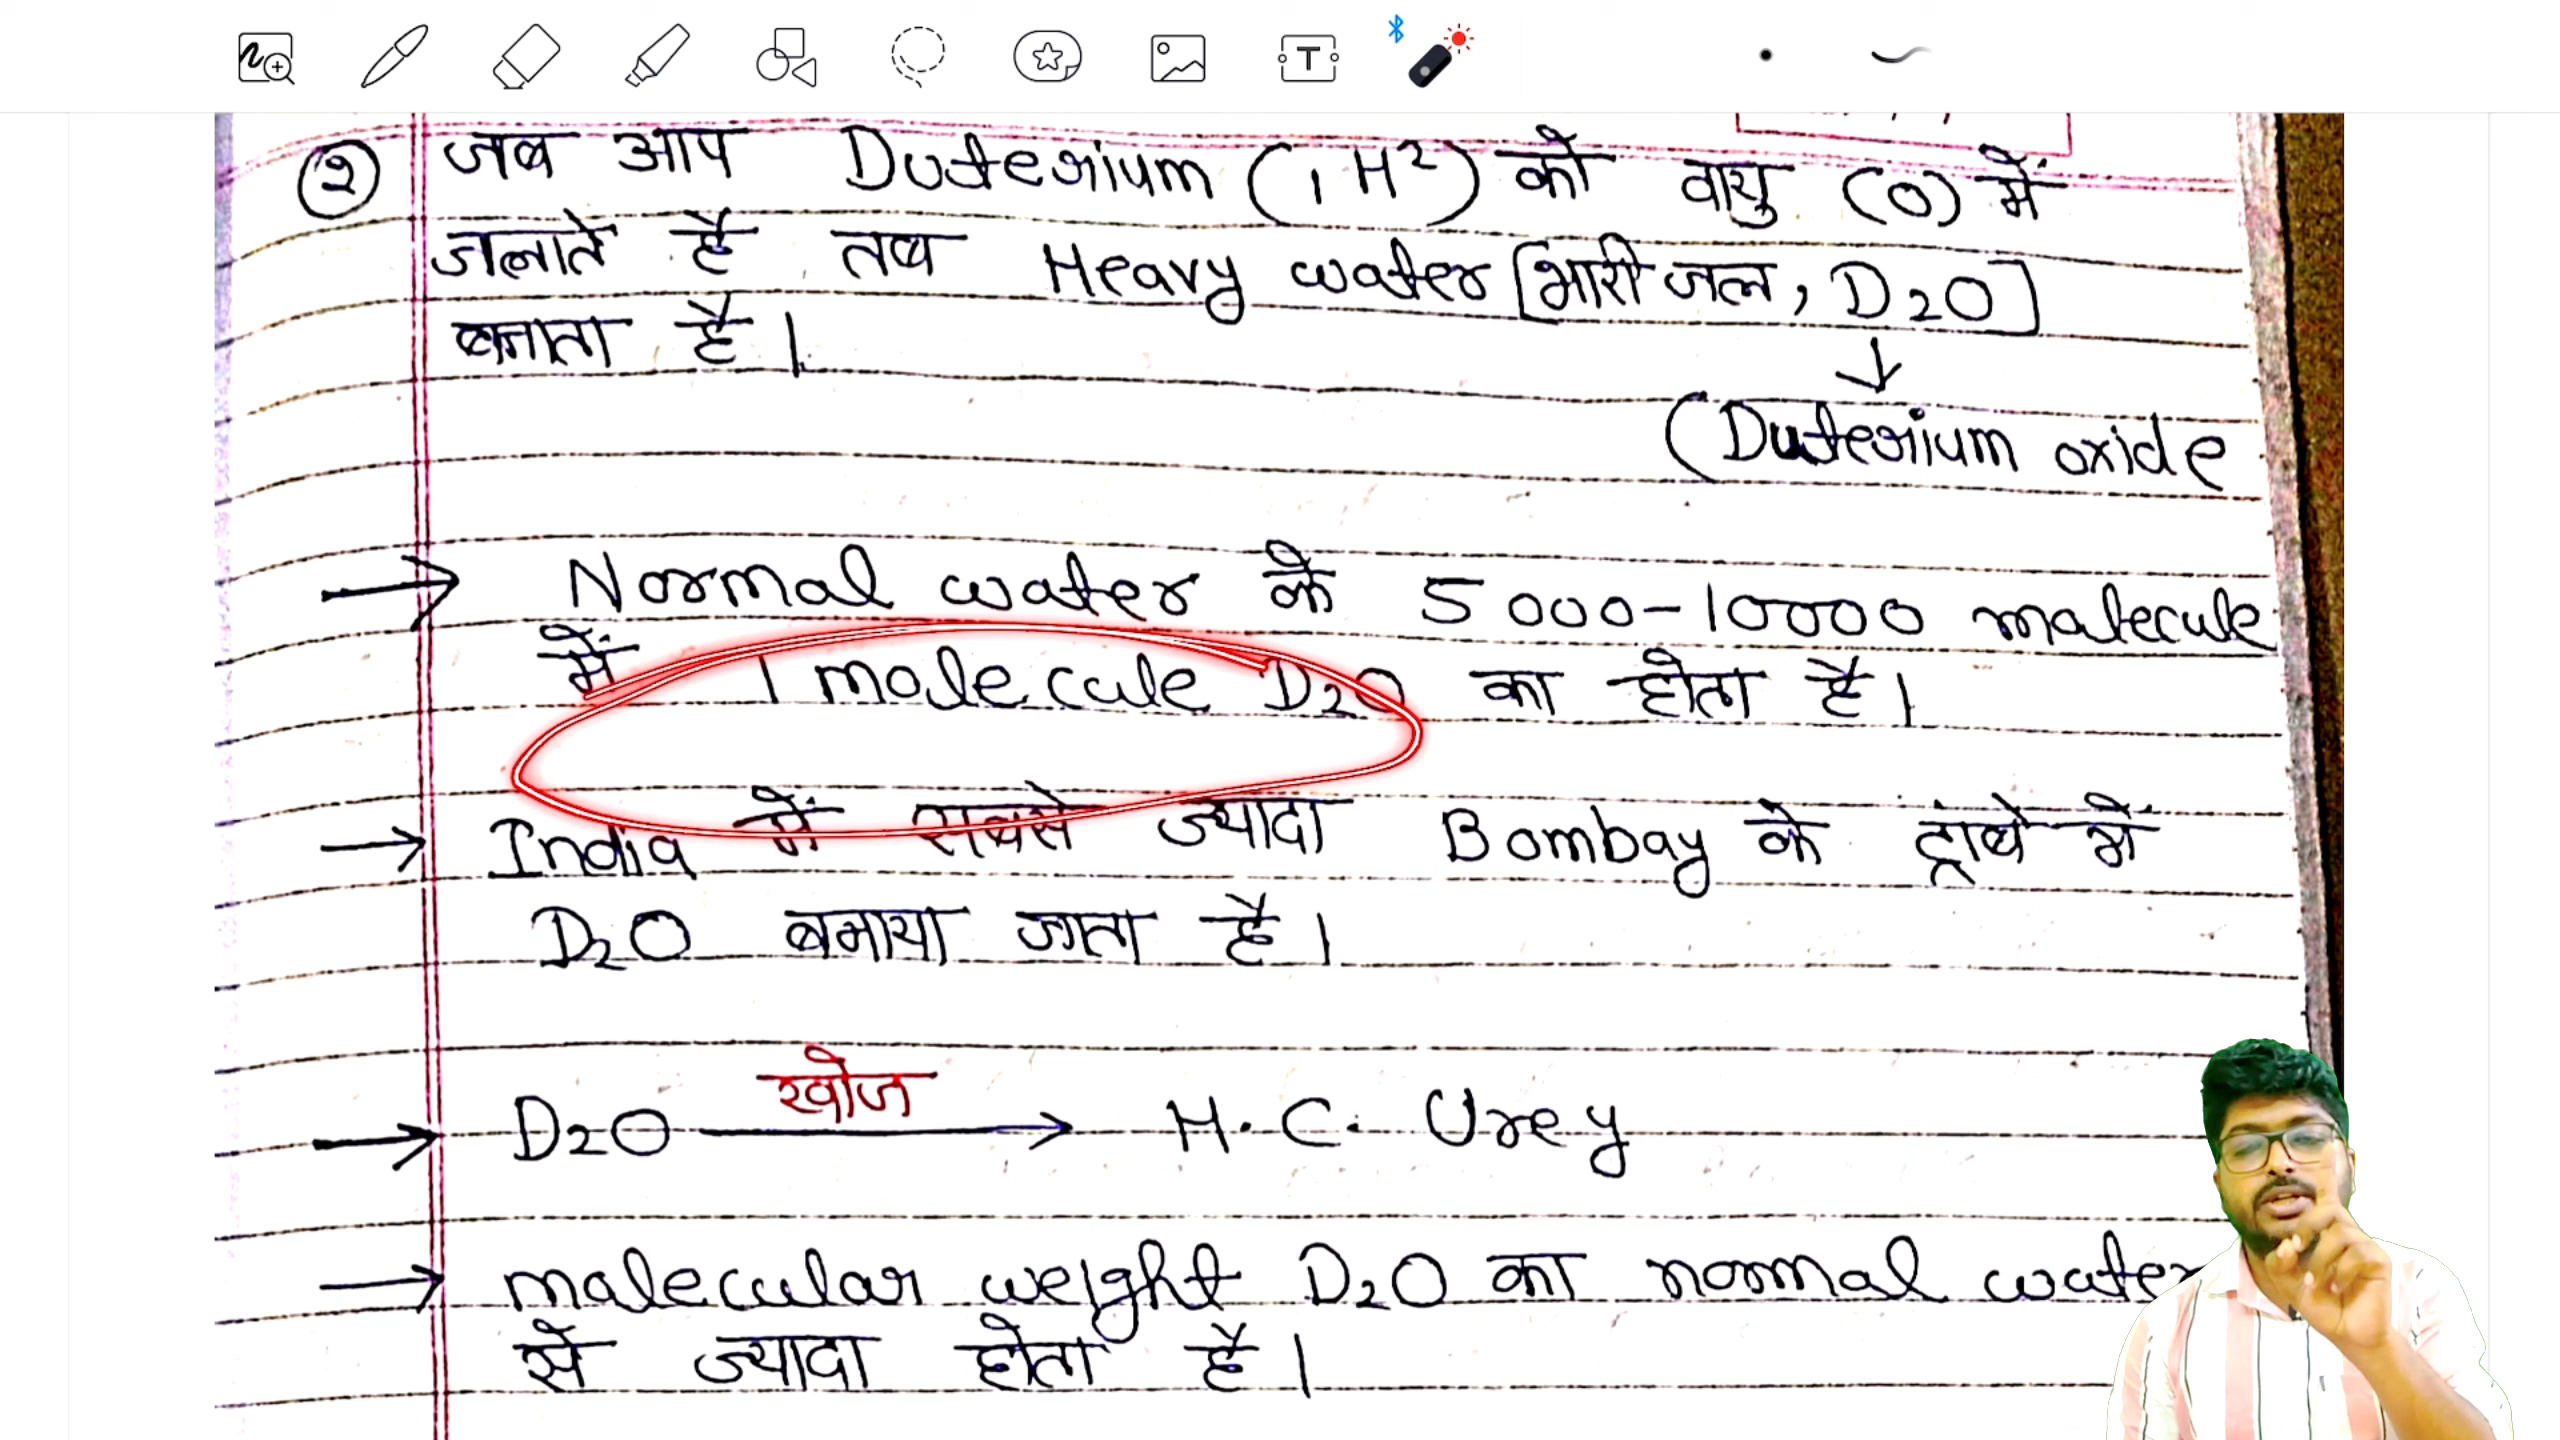 २ जब आप Duterium (1H²) को वायु (O) में
जलाते है तब Heavy water [भारी जल, D2O]
बनाता है।
(Duterium oxide
→ Normal water के 5000-10000 malecule
में 1 molecule D2O का होता है।
→ India में सबसे ज्यादा Bombay के ट्रांबे में
D2O बनाया जाता है।
खोज
→ D2O → H. C. Urey
→ malecular weight D2O का normal water
से ज्यादा होता है।